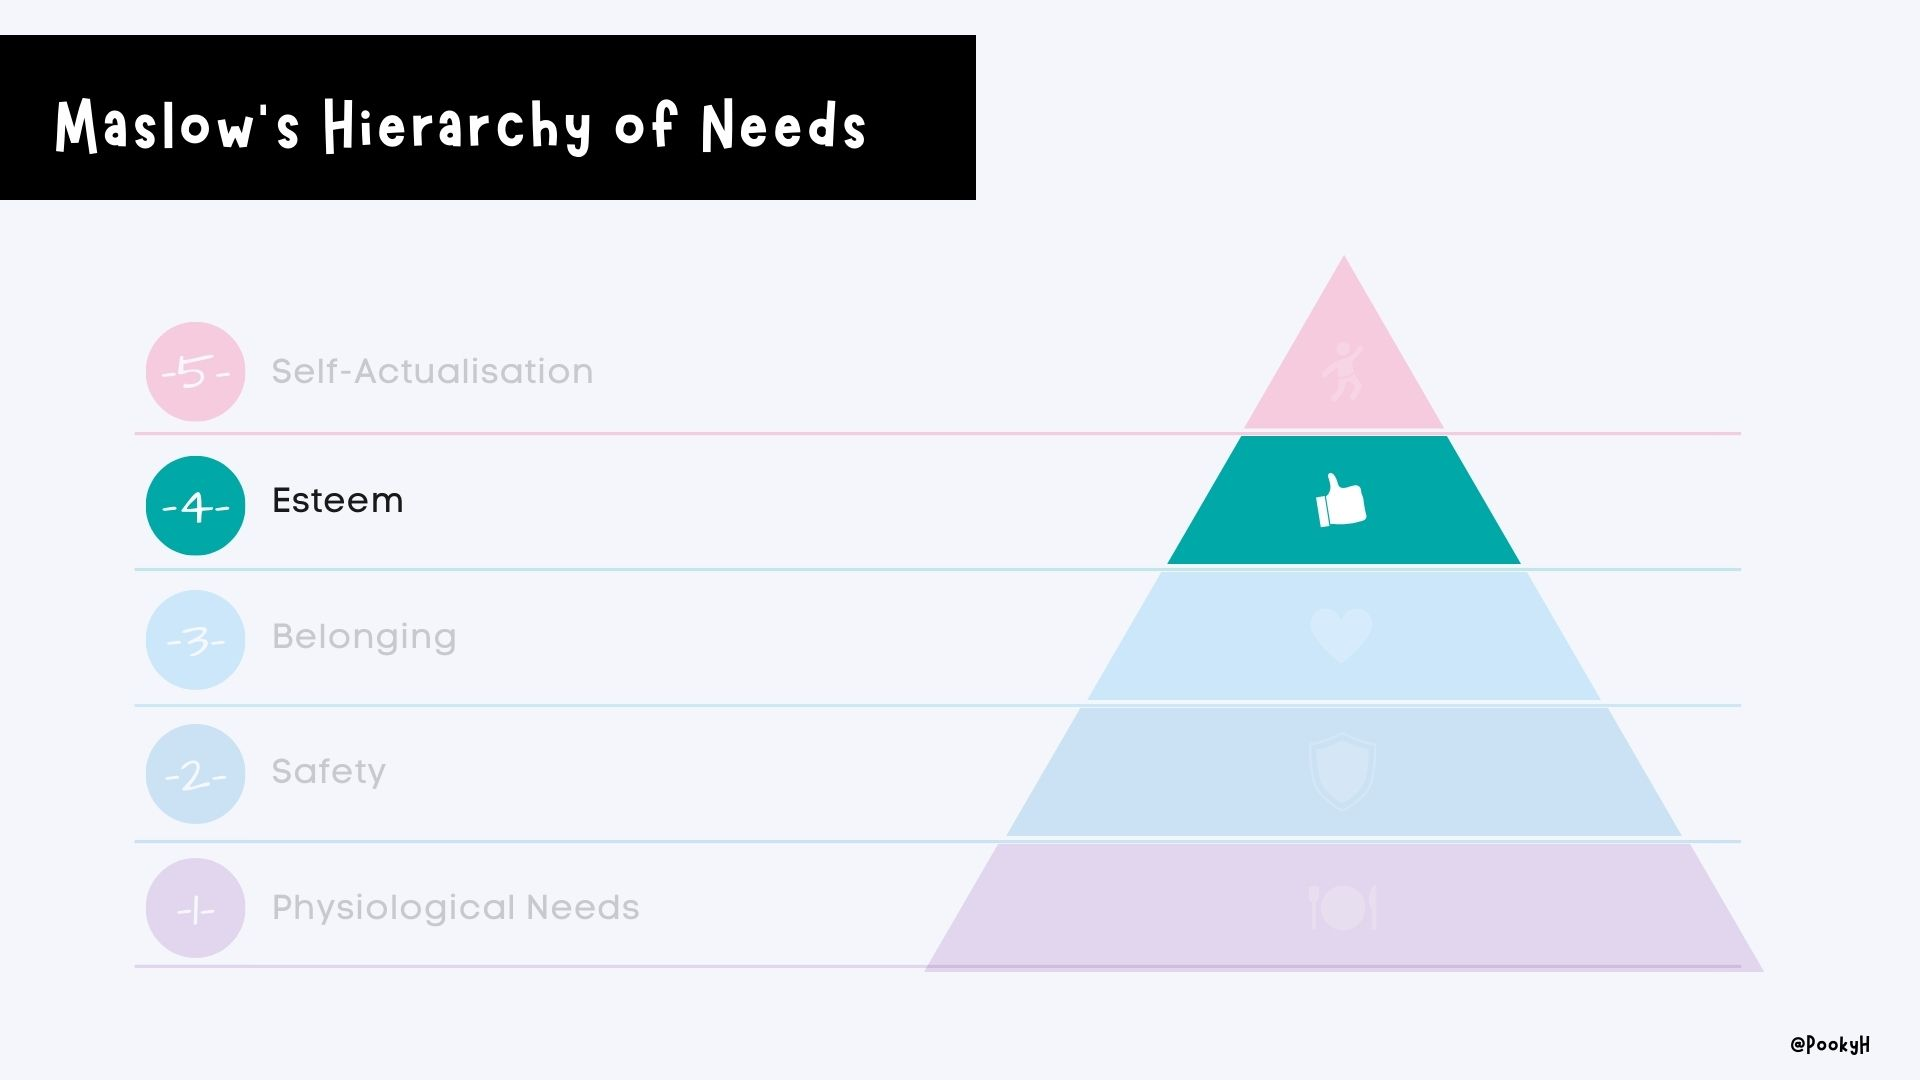 Maslow's Hierarchy of Needs
-5- Self-Actualisation
-4- Esteem
-3- Belonging
-2- Safety
-1- Physiological Needs
@PookyH